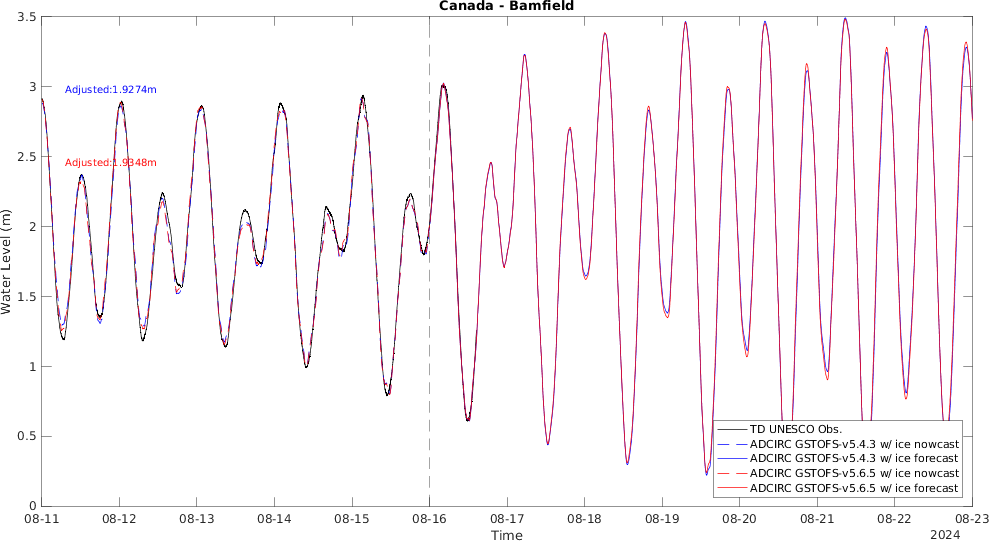 Canada - Bamfield
3.5
3
2.5
2
1.5
1
0.5
0
Water Level (m)
Adjusted:1.9274m
Adjusted:1.9348m
TD UNESCO Obs.
ADCIRC GSTOFS-v5.4.3 w/ ice nowcast
ADCIRC GSTOFS-v5.4.3 w/ ice forecast
ADCIRC GSTOFS-v5.6.5 w/ ice nowcast
ADCIRC GSTOFS-v5.6.5 w/ ice forecast
08-11 08-12 08-13 08-14 08-15 08-16 08-17 08-18 08-19 08-20 08-21 08-22 08-23
Time
2024